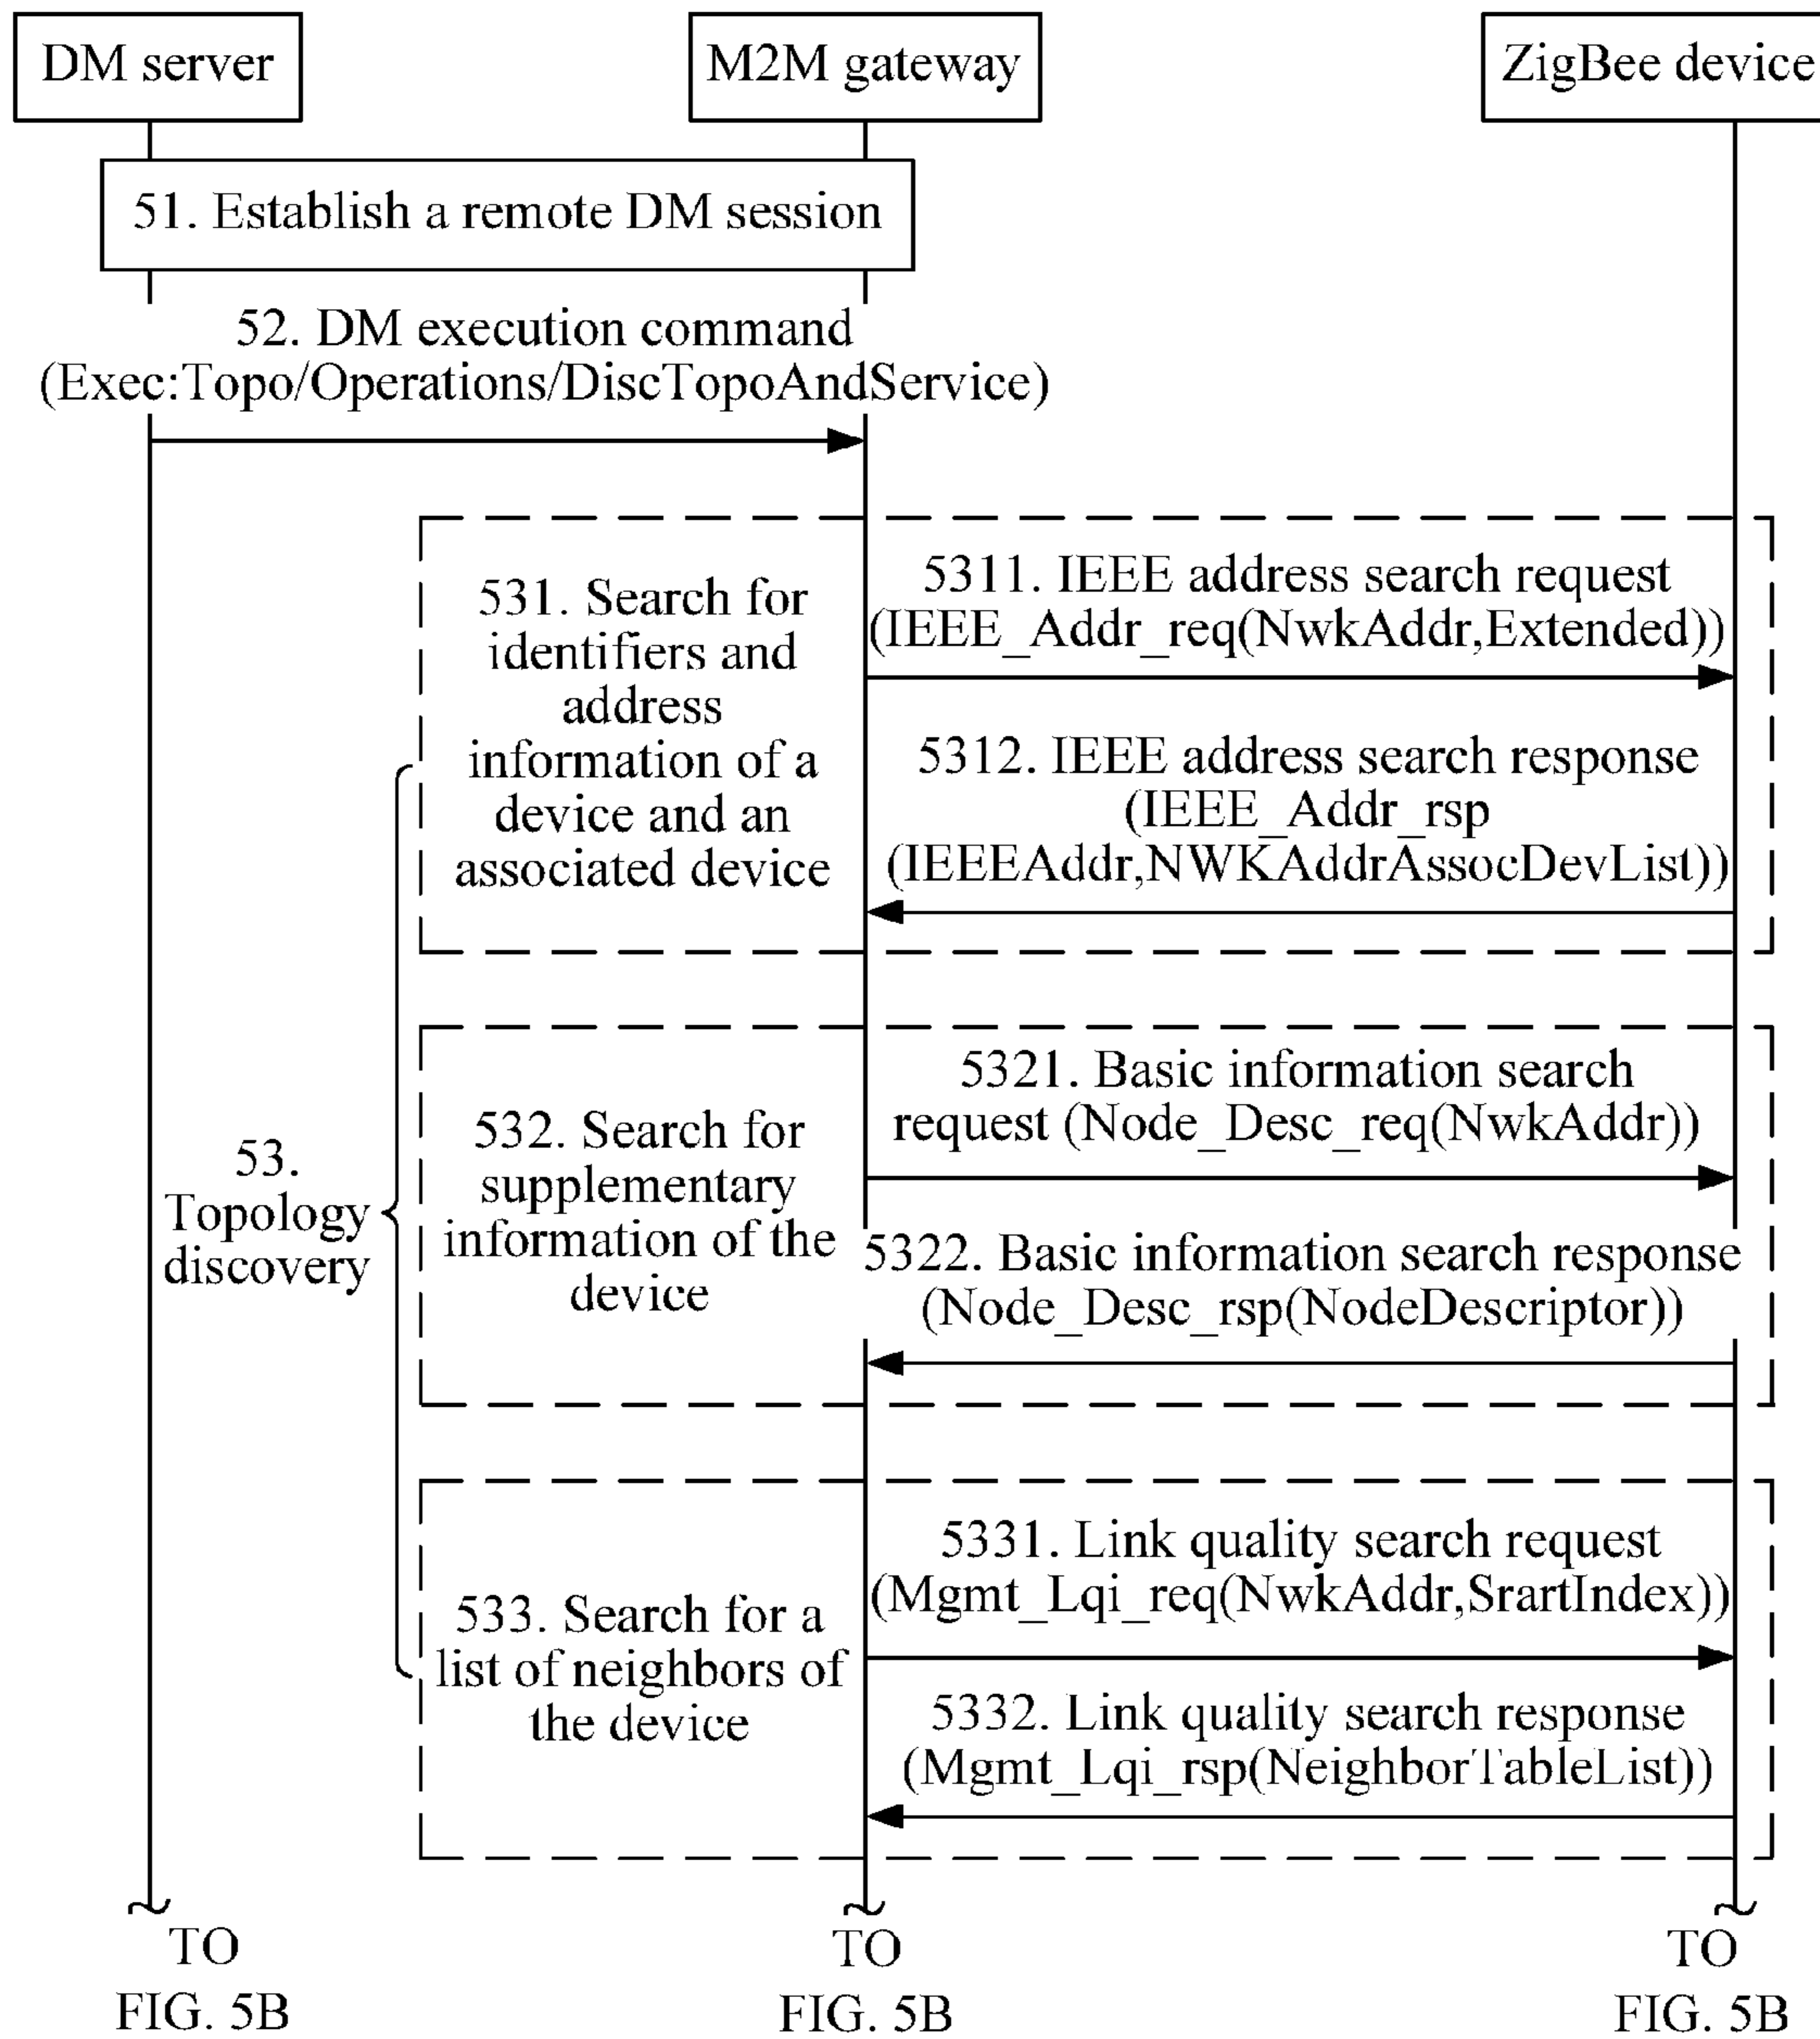 DM server
M2M gateway
ZigBee device
51. Establish a remote DM session
52. DM execution command
(Exec:Topo/Operations/DiscTopoAndService)
531. Search for
identifiers and
address
information of a
device and an
associated device
5311. IEEE address search request
(IEEE_Addr_req(NwkAddr,Extended))
5312. IEEE address search response
(IEEE_Addr_rsp
(IEEEAddr,NWKAddrAssocDevList))
53.
Topology
discovery
532. Search for
supplementary
information of the
device
5321. Basic information search
request (Node_Desc_req(NwkAddr))
5322. Basic information search response
(Node_Desc_rsp(NodeDescriptor))
533. Search for a
list of neighbors of
the device
5331. Link quality search request
(Mgmt_Lqi_req(NwkAddr,SrartIndex))
5332. Link quality search response
(Mgmt_Lqi_rsp(NeighborTableList))
TO
FIG. 5B
TO
FIG. 5B
TO
FIG. 5B